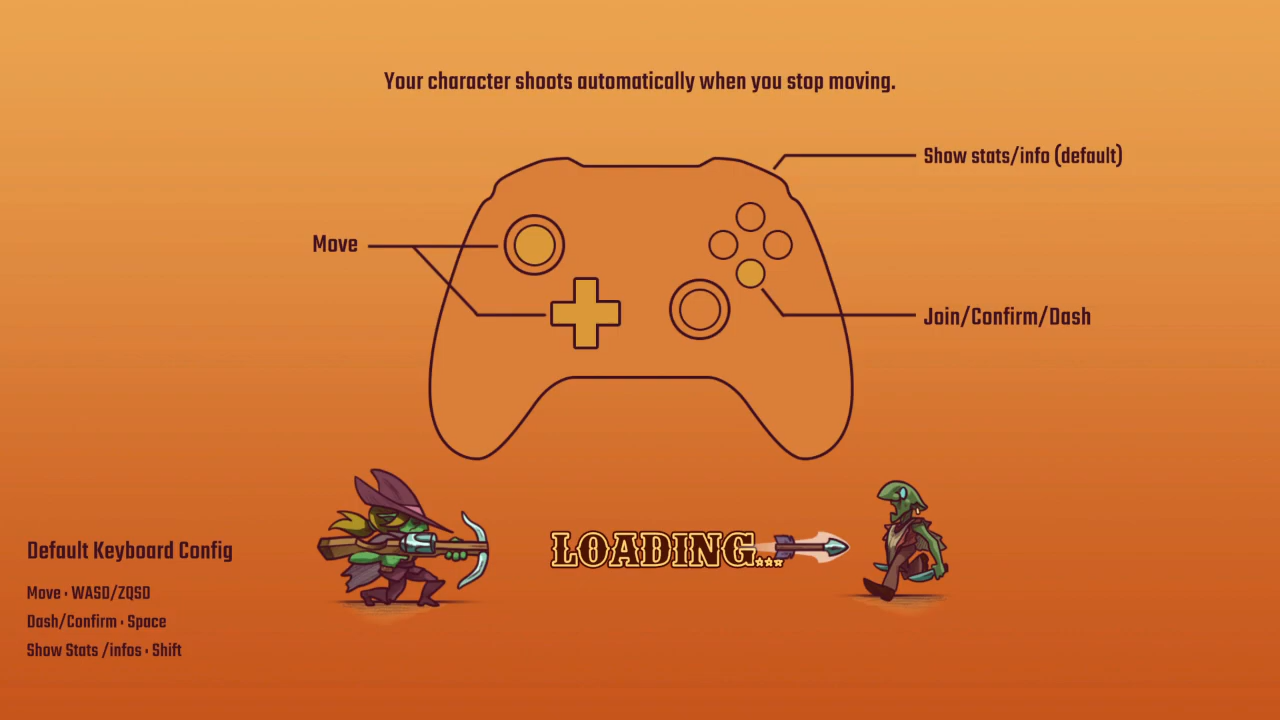 Your character shoots automatically when you stop moving.
Show stats/info (default)
Move
Join/Confirm/Dash
LOADING...
Default Keyboard Config
Move • WASD/ZQSD
Dash/Confirm • Space
Show Stats /infos • Shift